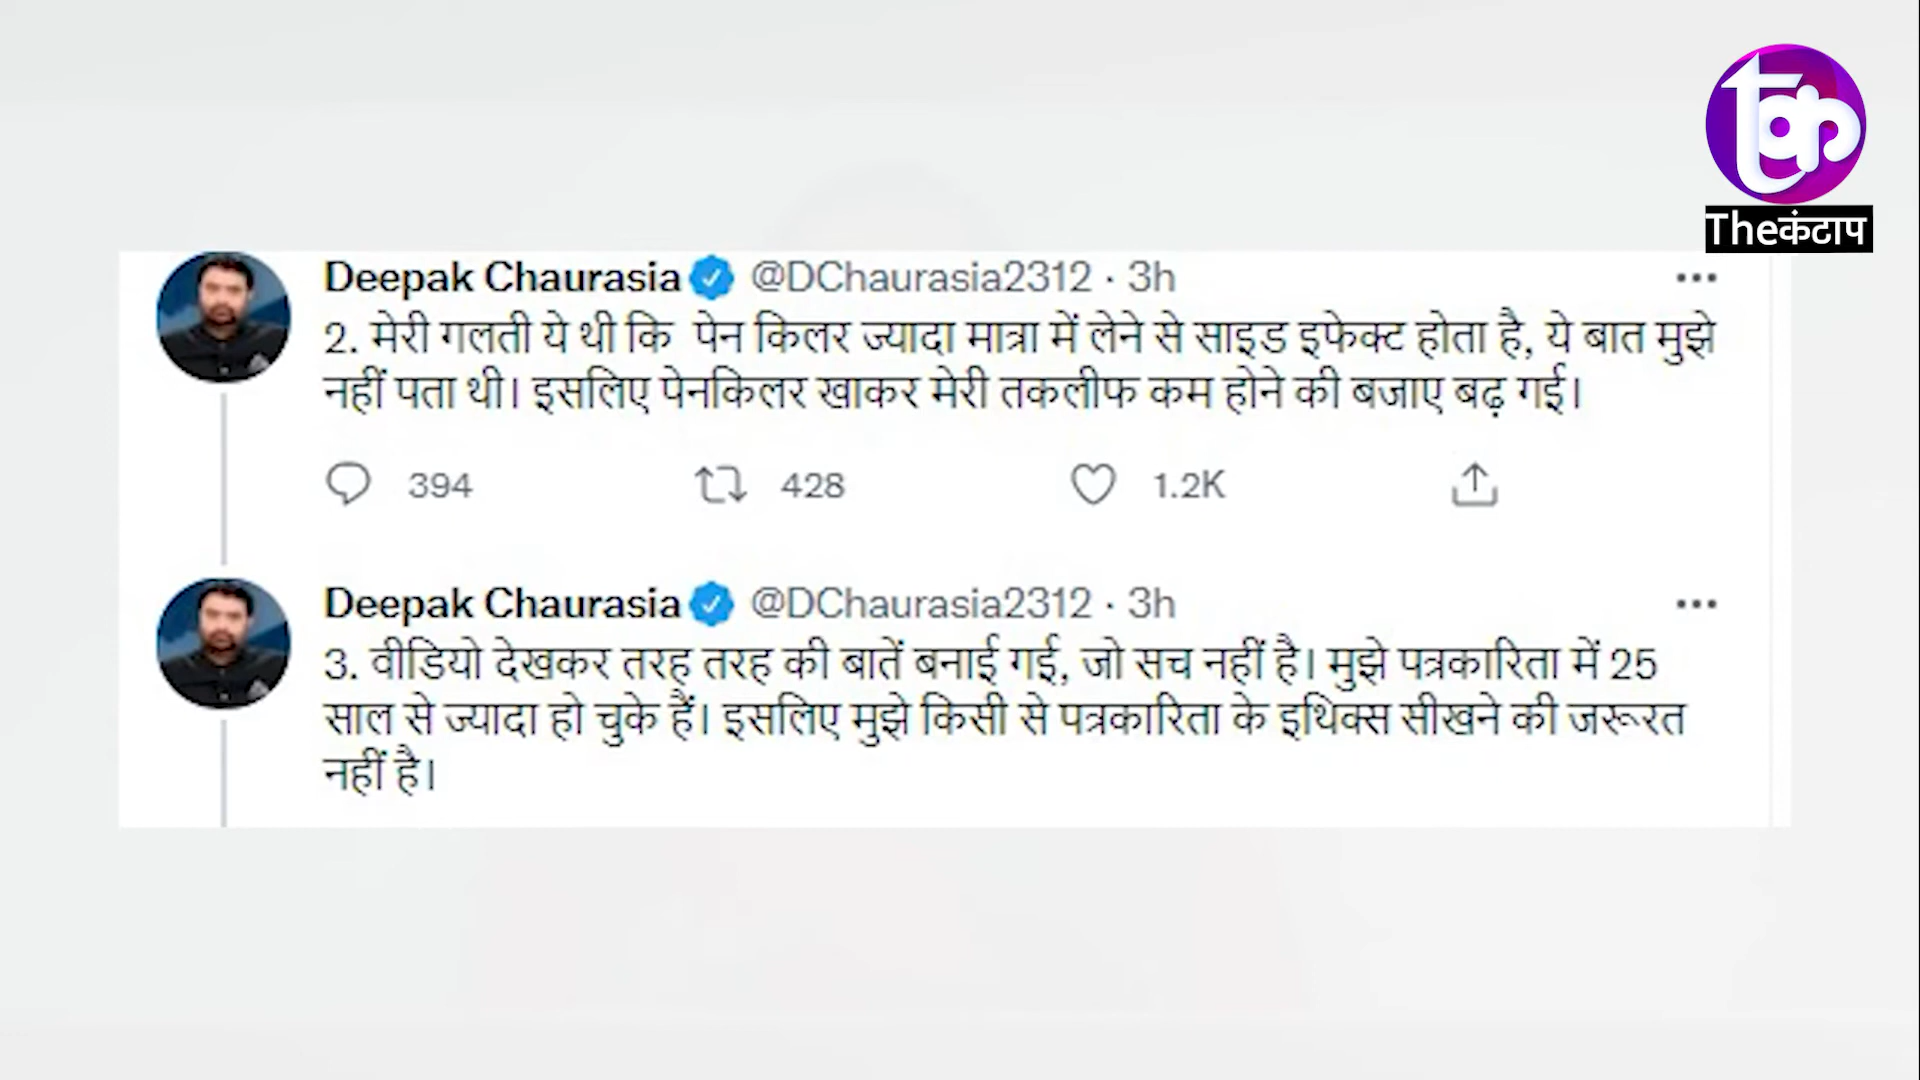 tap
Theकंटाप
Deepak Chaurasia @DChaurasia2312 · 3h
2. मेरी गलती ये थी कि पेन किलर ज्यादा मात्रा में लेने से साइड इफेक्ट होता है, ये बात मुझे
नहीं पता थी। इसलिए पेनकिलर खाकर मेरी तकलीफ कम होने की बजाए बढ़ गई।
394 428 1.2K
Deepak Chaurasia @DChaurasia2312 · 3h
3. वीडियो देखकर तरह तरह की बातें बनाई गई, जो सच नहीं है। मुझे पत्रकारिता में 25
साल से ज्यादा हो चुके हैं। इसलिए मुझे किसी से पत्रकारिता के इथिक्स सीखने की जरूरत
नहीं है।